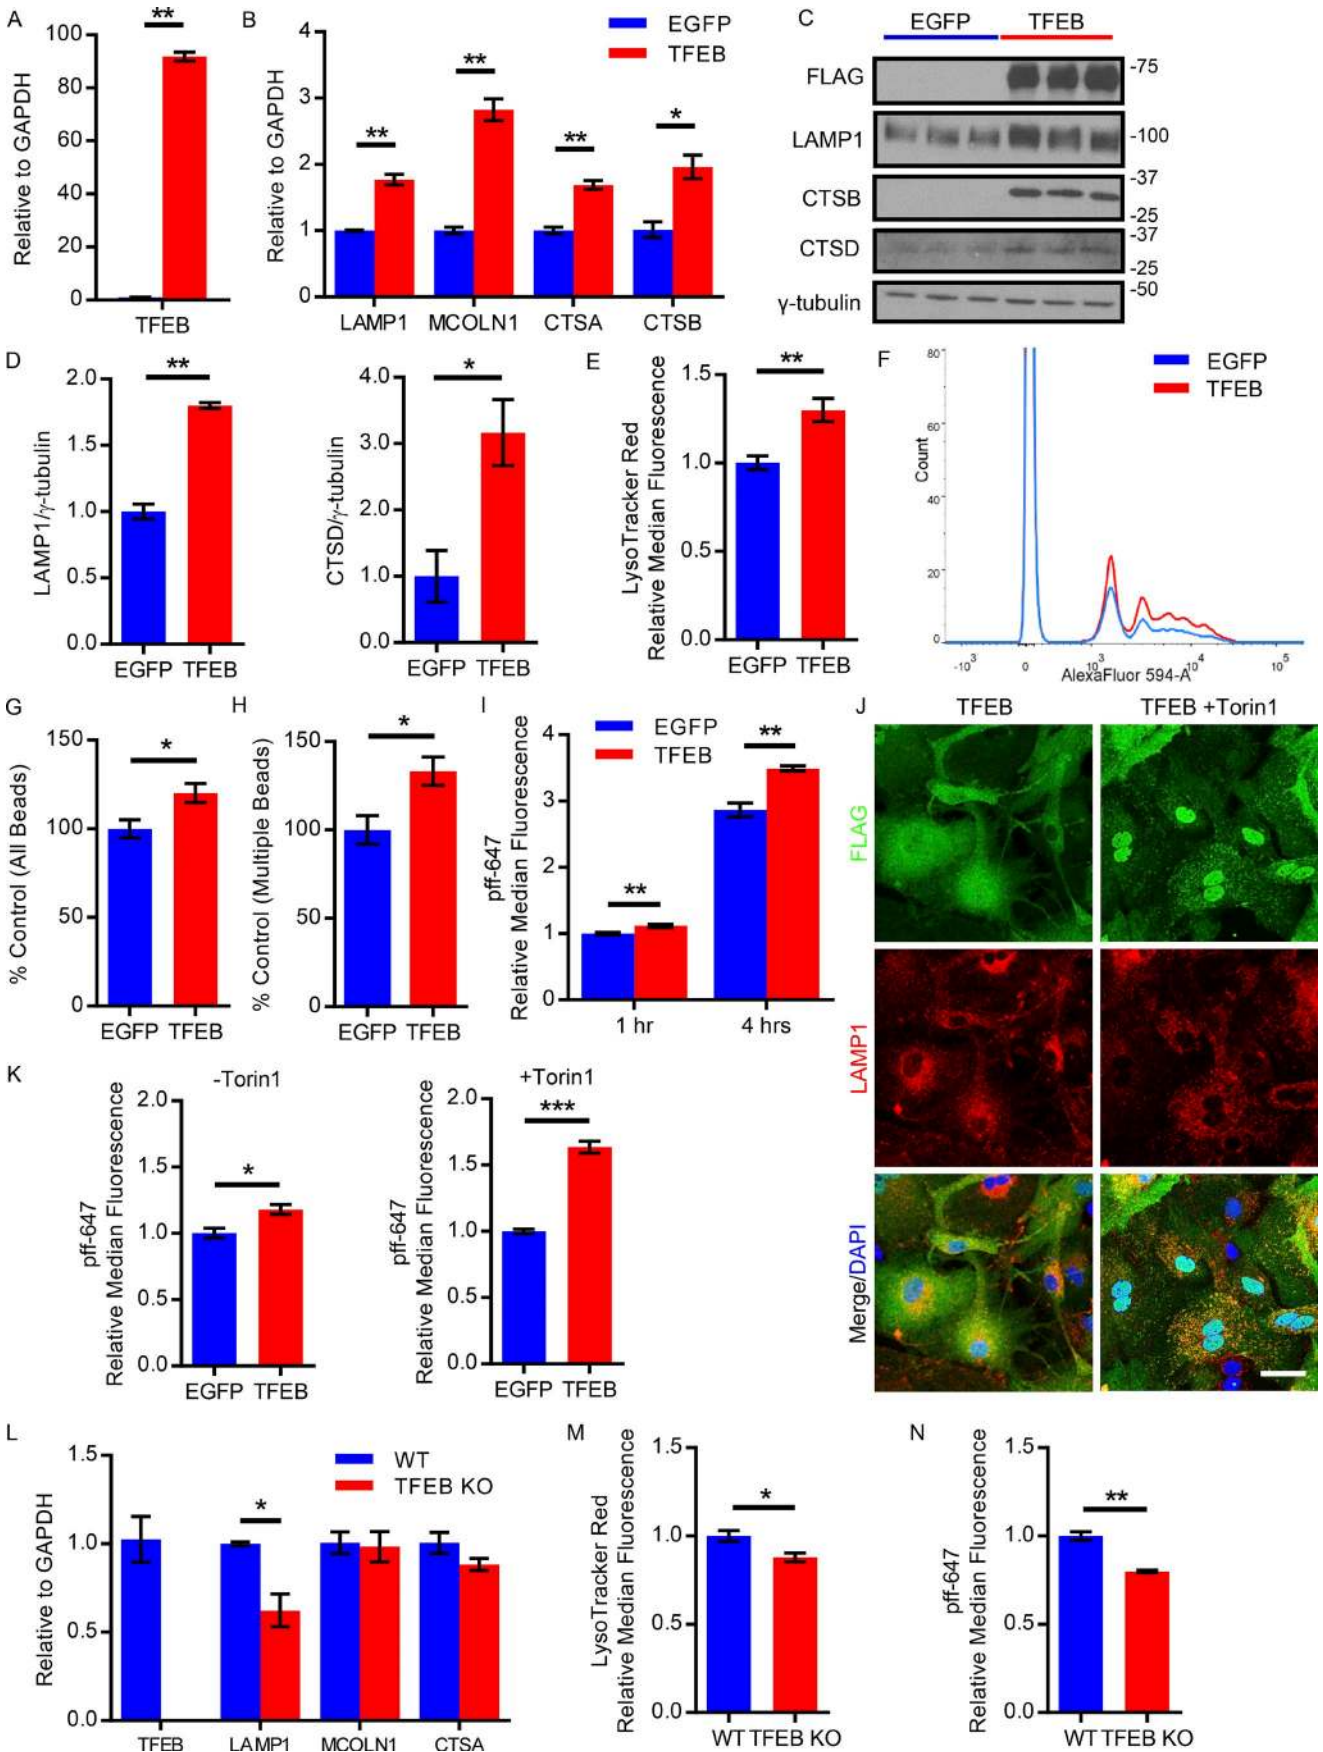 A
**
Relative to GAPDH
100
80
60
40
20
0
TFEB
B
EGFP
TFEB
Relative to GAPDH
4
3
2
1
0
**
**
**
*
LAMP1 MCOLN1 CTSA CTSB
C
EGFP TFEB
FLAG
-75
LAMP1
-100
CTSB
-37
-25
CTSD
-37
-25
γ-tubulin
-50
D
LAMP1/γ-tubulin
2.0
1.5
1.0
0.5
0.0
**
EGFP TFEB
CTSD/γ-tubulin
4.0
3.0
2.0
1.0
0.0
*
EGFP TFEB
E
LysoTracker Red
Relative Median Fluorescence
1.5
1.0
0.5
0.0
**
EGFP TFEB
F
EGFP
TFEB
Count
80
60
40
20
0
-10³ 0 10³ 10⁴ 10⁵
AlexaFluor 594-A
G
% Control (All Beads)
150
100
50
0
*
EGFP TFEB
H
% Control (Multiple Beads)
150
100
50
0
*
EGFP TFEB
I
EGFP
TFEB
pff-647
Relative Median Fluorescence
4
3
2
1
0
**
**
1 hr 4 hrs
J
TFEB TFEB +Torin1
FLAG
LAMP1
Merge/DAPI
K
-Torin1
pff-647
Relative Median Fluorescence
2.0
1.5
1.0
0.5
0.0
*
EGFP TFEB
+Torin1
pff-647
Relative Median Fluorescence
2.0
1.5
1.0
0.5
0.0
***
EGFP TFEB
L
WT
TFEB KO
Relative to GAPDH
1.5
1.0
0.5
0.0
*
TFEB LAMP1 MCOLN1 CTSA
M
LysoTracker Red
Relative Median Fluorescence
1.5
1.0
0.5
0.0
*
WT TFEB KO
N
pff-647
Relative Median Fluorescence
1.5
1.0
0.5
0.0
**
WT TFEB KO